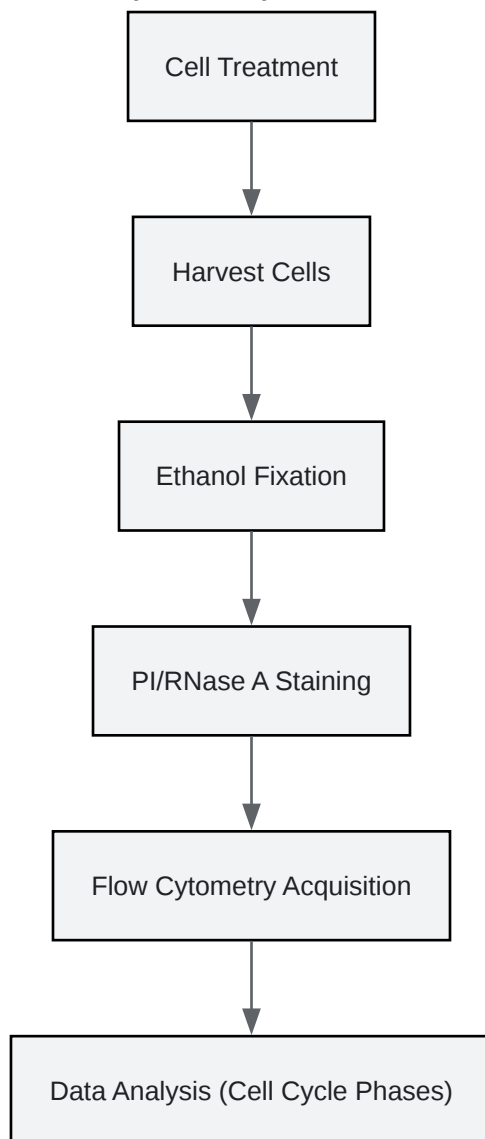 Cell Treatment
Harvest Cells
Ethanol Fixation
PI/RNase A Staining
Flow Cytometry Acquisition
Data Analysis (Cell Cycle Phases)